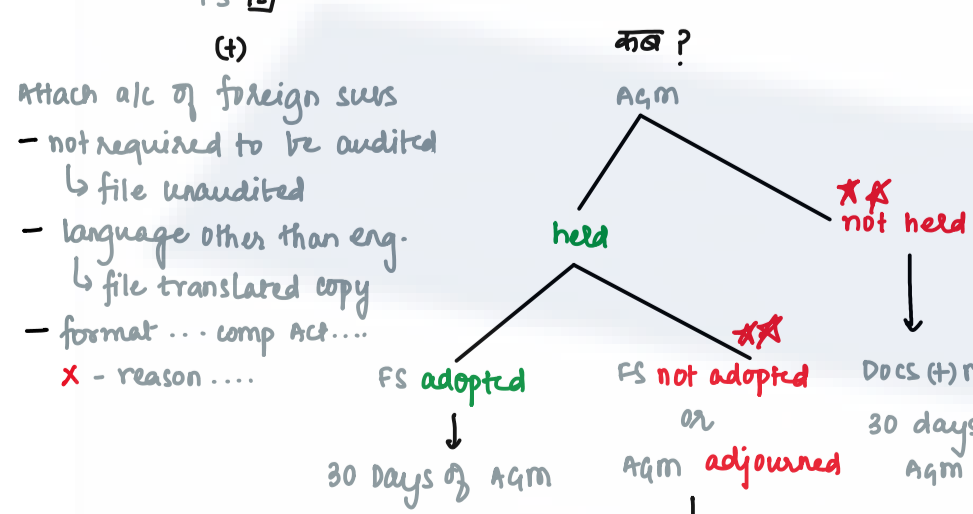 FS
(+)
Attach a/c of foreign subs
- not required to be audited
↳ file unaudited
- language other than eng.
↳ file translated copy
- format ... comp Act....
x - reason ....
कब ?
AGM
held
not held
FS adopted
FS not adopted
or
AGM adjourned
30 Days of AGM
Docs (+)
30 days
AGM